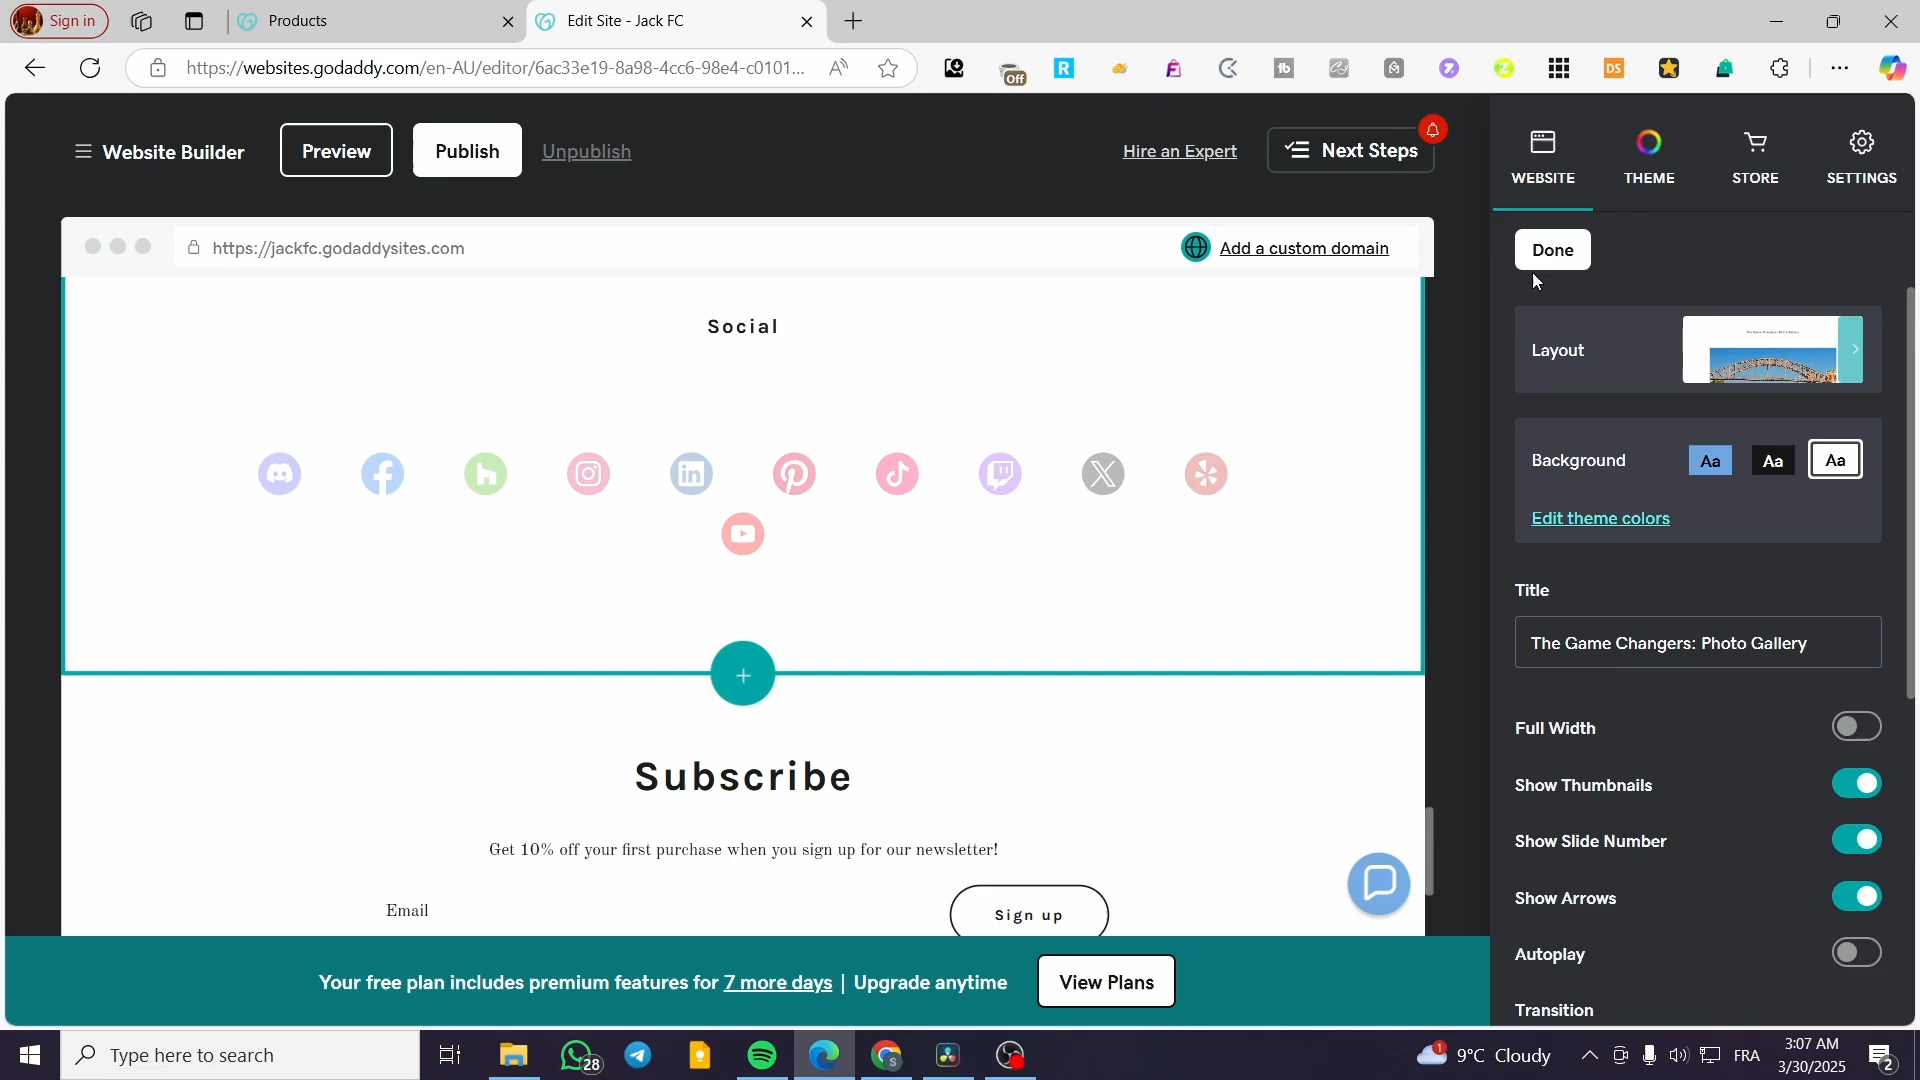 Sign in
Products
Edit Site - Jack FC
https://websites.godaddy.com/en-AU/editor/6ac33e19-8a98-4cc6-98e4-c0101...
Off
Website Builder
Preview
Publish
Unpublish
Hire an Expert
Next Steps
WEBSITE
THEME
STORE
SETTINGS
https://jackfc.godaddysites.com
Add a custom domain
Done
Social
Layout
Background
Aa
Aa
Aa
Edit theme colors
Title
The Game Changers: Photo Gallery
Full Width
Show Thumbnails
Show Slide Number
Show Arrows
Autoplay
Transition
Subscribe
Get 10% off your first purchase when you sign up for our newsletter!
Email
Sign up
Your free plan includes premium features for 7 more days | Upgrade anytime
View Plans
Type here to search
28
1
9°C Cloudy
FRA
3:07 AM
3/30/2025
2